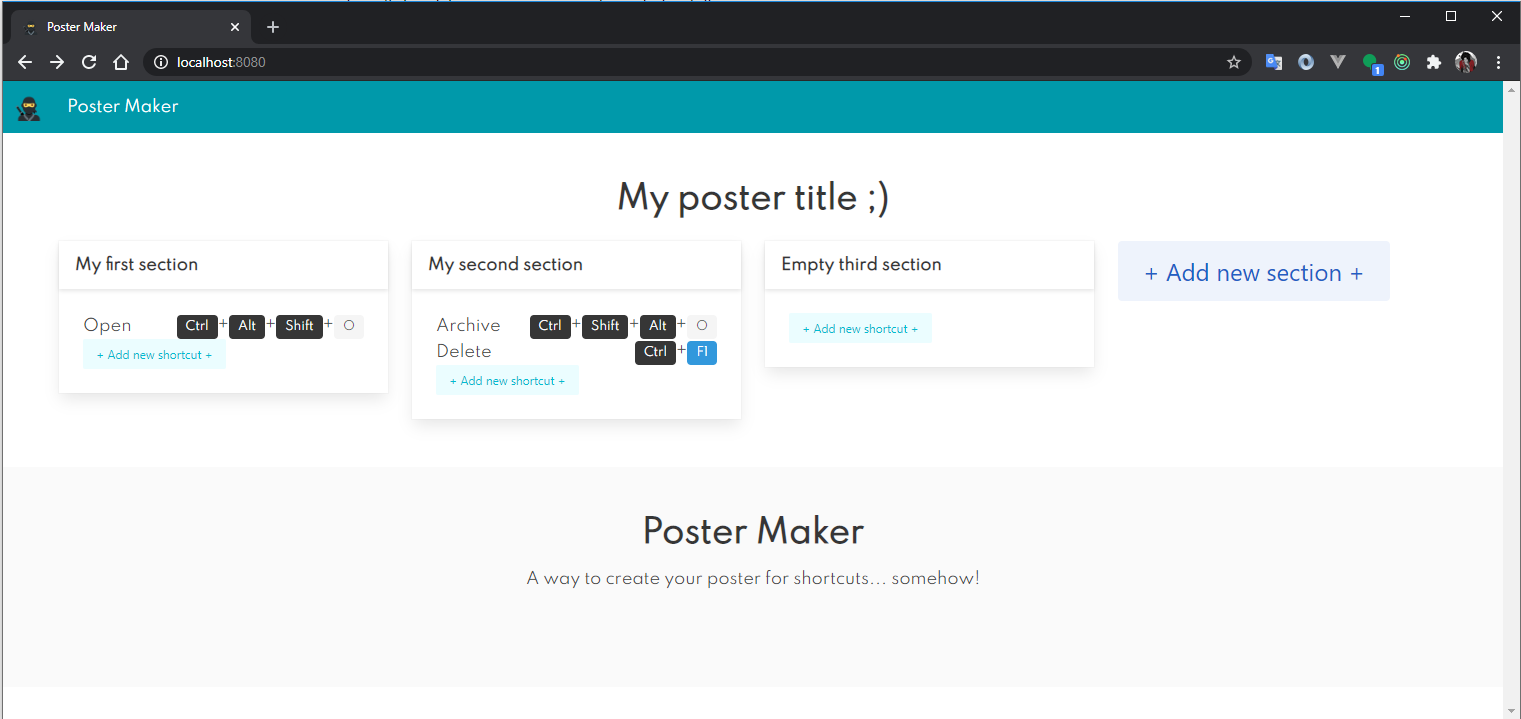 Poster Maker
localhost:8080
1
Poster Maker
My poster title ;)
My first section
Open Ctrl + Alt + Shift + O
+ Add new shortcut +
My second section
Archive Ctrl + Shift + Alt + O
Delete Ctrl + F1
+ Add new shortcut +
Empty third section
+ Add new shortcut +
+ Add new section +
Poster Maker
A way to create your poster for shortcuts... somehow!